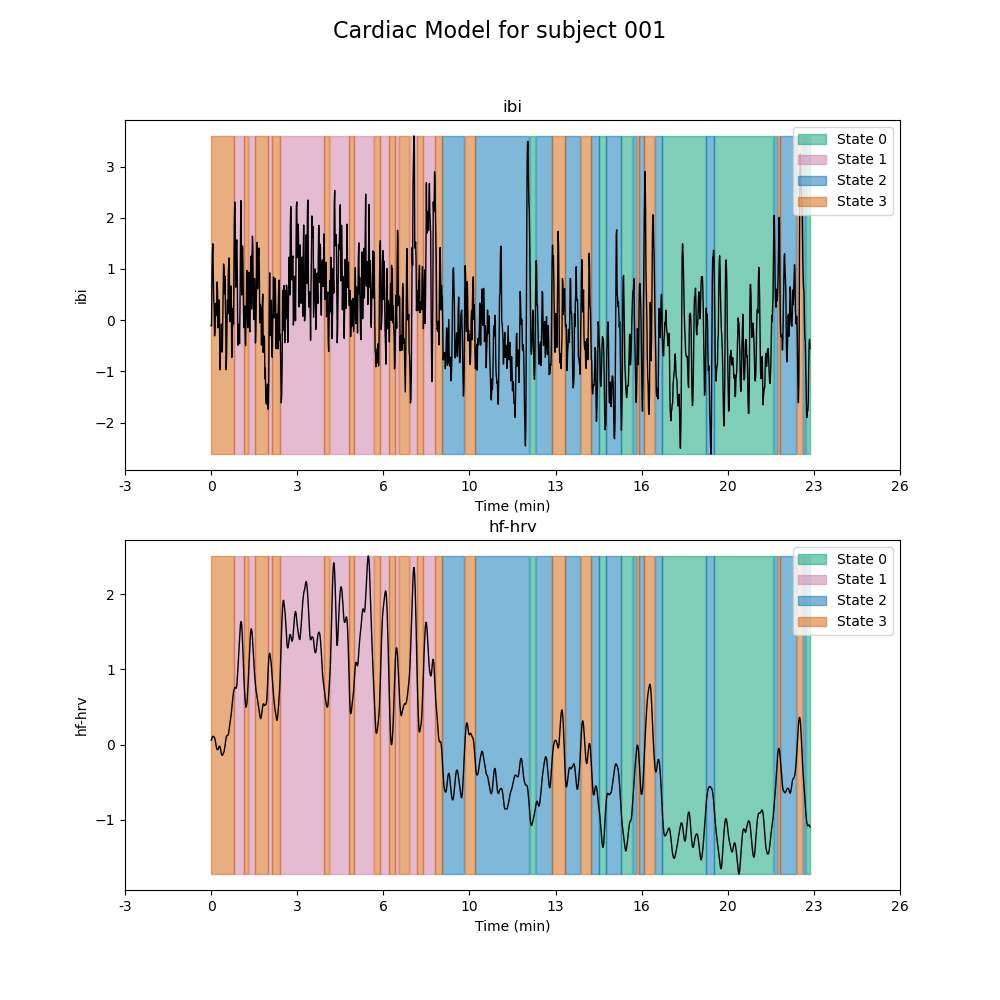 Cardiac Model for subject 001
ibi
ibi
3
2
1
0
−1
−2
State 0
State 1
State 2
State 3
-3 0 3 6 10 13 16 20 23 26
Time (min)
hf-hrv
hf-hrv
2
1
0
−1
State 0
State 1
State 2
State 3
-3 0 3 6 10 13 16 20 23 26
Time (min)